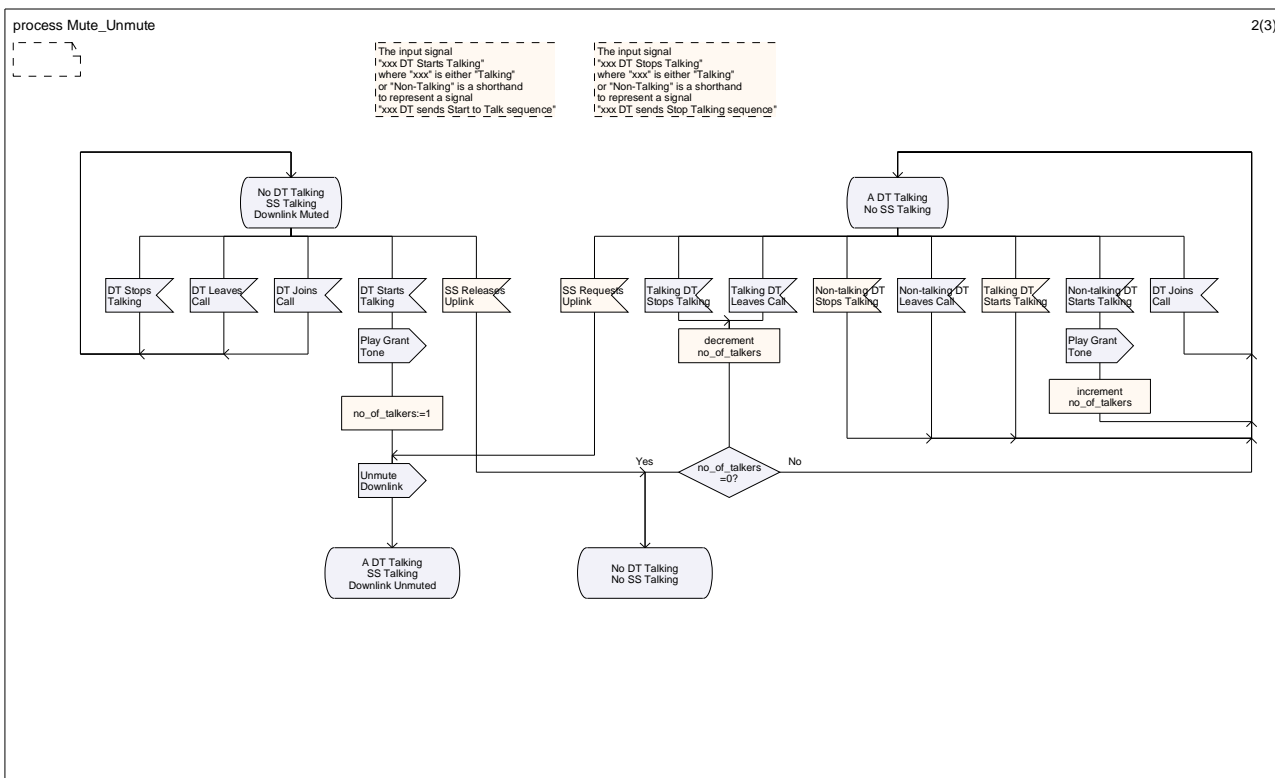 process Mute_Unmute
2(3)
The input signal
"xxx DT Starts Talking"
where "xxx" is either "Talking"
or "Non-Talking" is a shorthand
to represent a signal
"xxx DT sends Start to Talk sequence"
The input signal
"xxx DT Stops Talking"
where "xxx" is either "Talking"
or "Non-Talking" is a shorthand
to represent a signal
"xxx DT sends Stop Talking sequence"
No DT Talking
SS Talking
Downlink Muted
A DT Talking
No SS Talking
DT Stops
Talking
DT Leaves
Call
DT Joins
Call
DT Starts
Talking
SS Releases
Uplink
SS Requests
Uplink
Talking DT
Stops Talking
Talking DT
Leaves Call
Non-talking DT
Stops Talking
Non-talking DT
Leaves Call
Talking DT
Starts Talking
Non-talking DT
Starts Talking
DT Joins
Call
Play Grant
Tone
decrement
no_of_talkers
Play Grant
Tone
no_of_talkers:=1
increment
no_of_talkers
Unmute
Downlink
Yes
no_of_talkers
=0?
No
A DT Talking
SS Talking
Downlink Unmuted
No DT Talking
No SS Talking